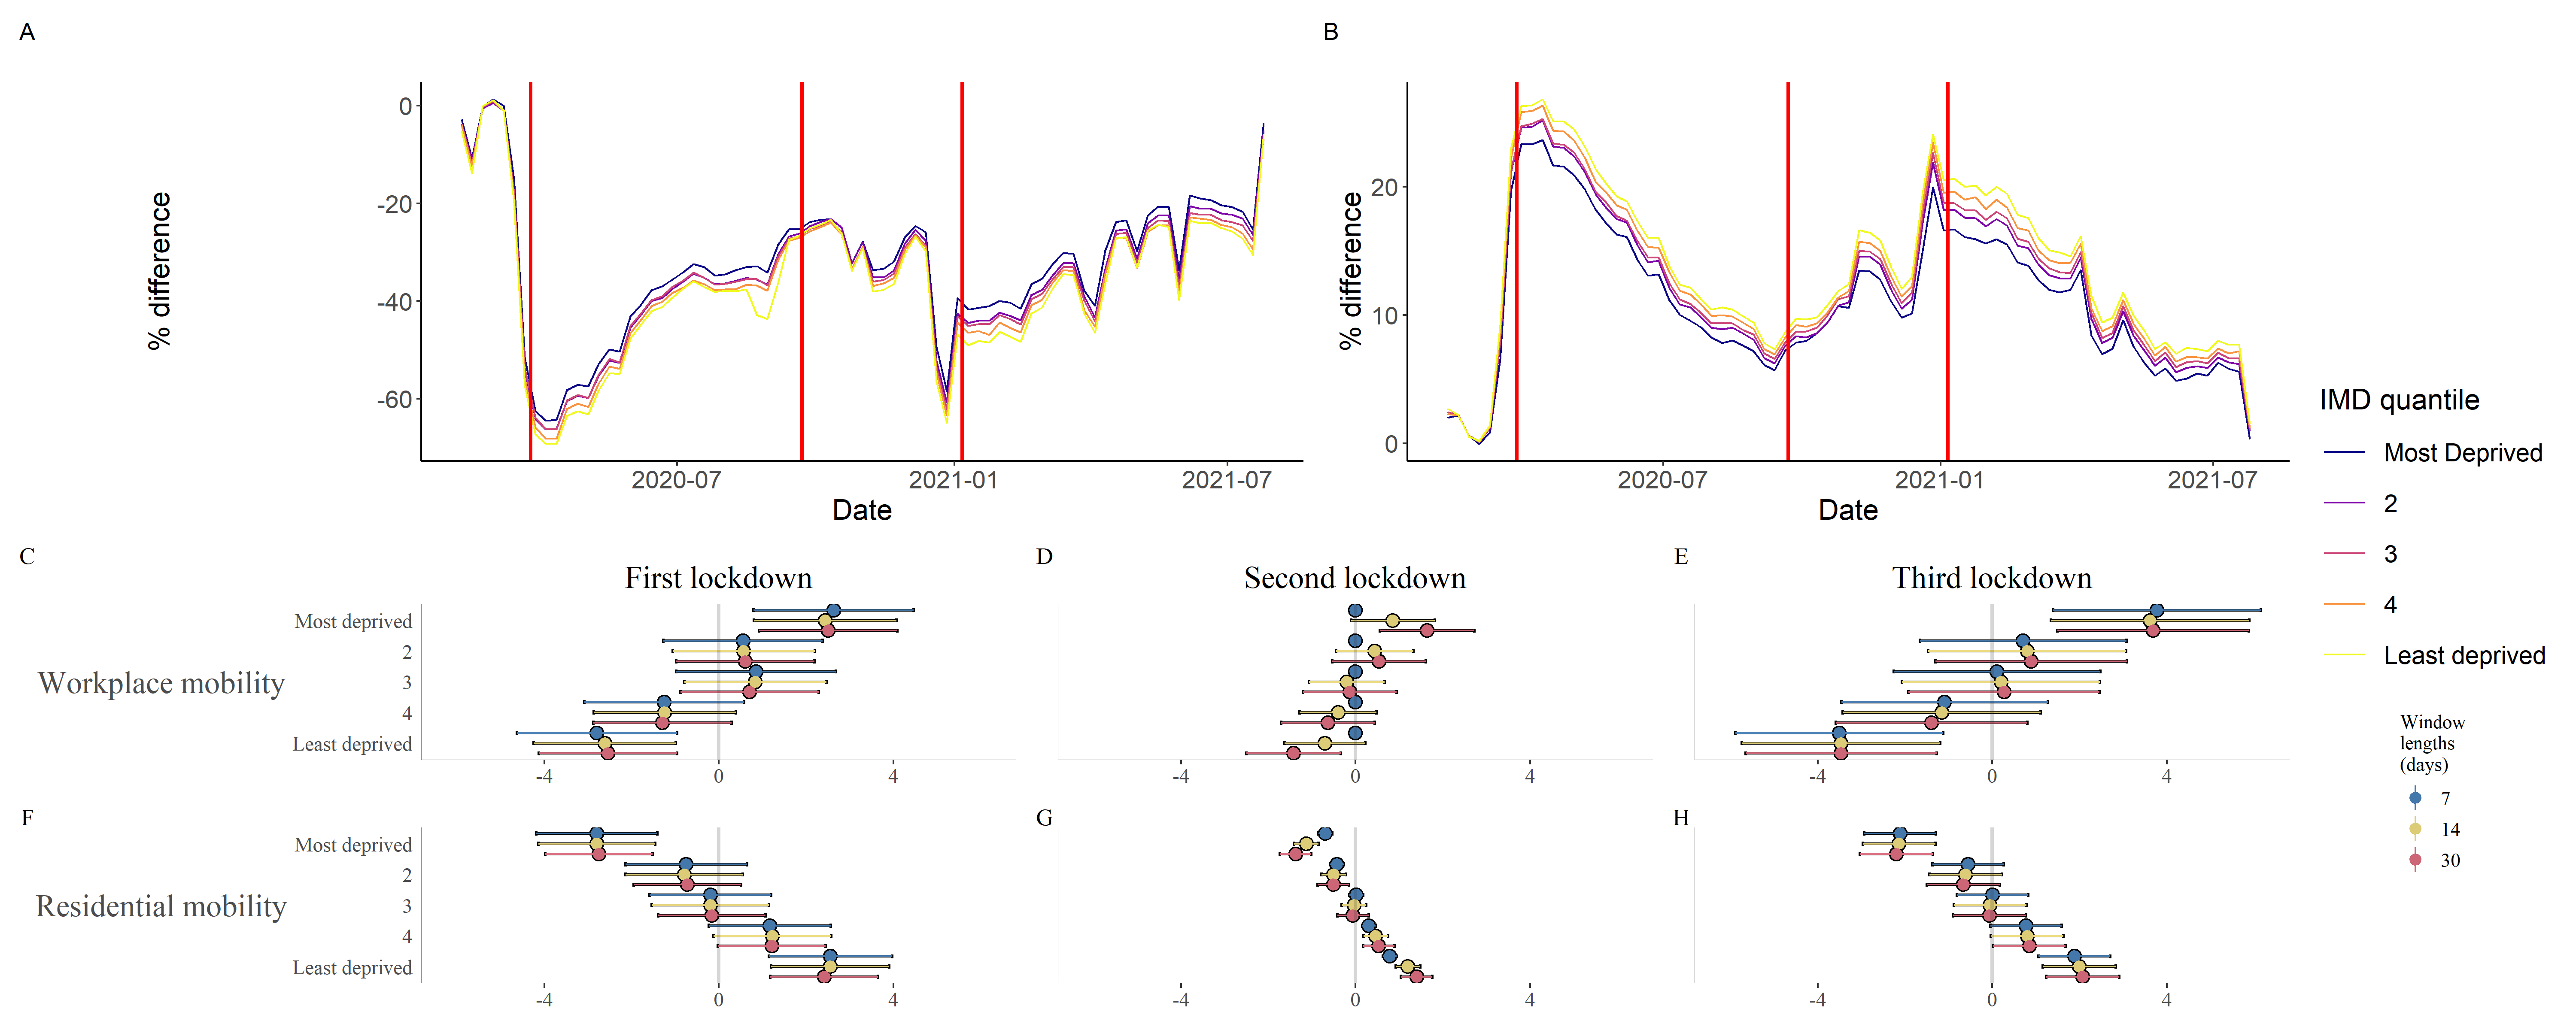 A
B
% difference
0
-20
-40
-60
2020-07
2021-01
2021-07
Date
% difference
20
10
0
2020-07
2021-01
2021-07
Date
IMD quantile
Most Deprived
2
3
4
Least deprived
C
D
E
First lockdown
Second lockdown
Third lockdown
Workplace mobility
Most deprived
2
3
4
Least deprived
-4
0
4
-4
0
4
-4
0
4
Window
lengths
(days)
7
14
30
F
G
H
Residential mobility
Most deprived
2
3
4
Least deprived
-4
0
4
-4
0
4
-4
0
4